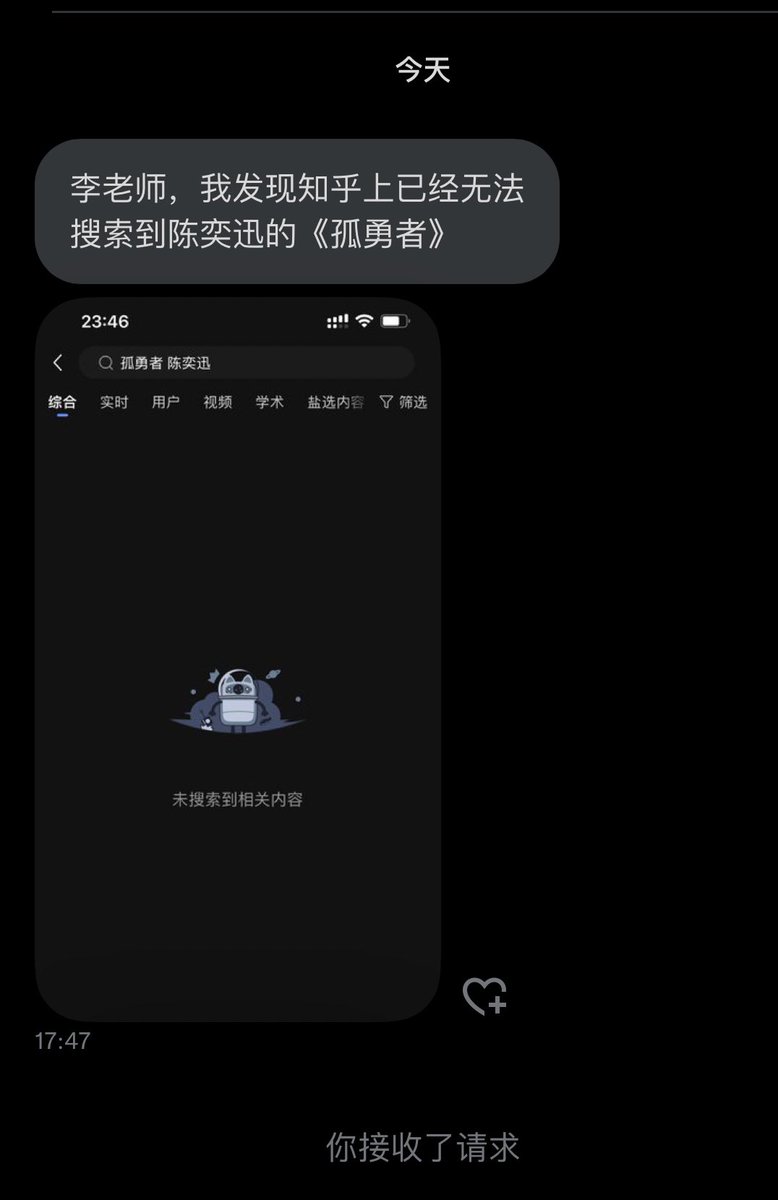 今天
李老师，我发现知乎上已经无法
搜索到陈奕迅的《孤勇者》
23:46
孤勇者 陈奕迅
综合 实时 用户 视频 学术 盐选内容 筛选
未搜索到相关内容
17:47
你接收了请求